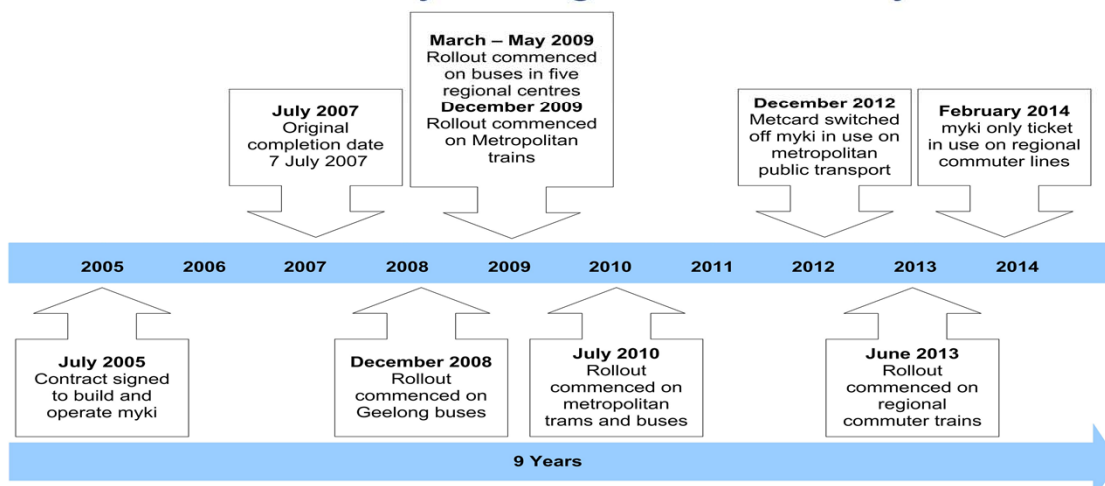 July 2007
Original
completion date
7 July 2007
March – May 2009
Rollout commenced
on buses in five
regional centres
December 2009
Rollout commenced
on Metropolitan
trains
December 2012
Metcard switched
off myki in use on
metropolitan
public transport
February 2014
myki only ticket
in use on regional
commuter lines
2005 2006 2007 2008 2009 2010 2011 2012 2013 2014
July 2005
Contract signed
to build and
operate myki
December 2008
Rollout
commenced on
Geelong buses
July 2010
Rollout
commenced on
metropolitan
trams and buses
June 2013
Rollout
commenced on
regional
commuter trains
9 Years